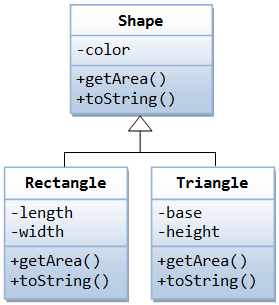 Shape
-color
+getArea()
+toString()
Rectangle
-length
-width
+getArea()
+toString()
Triangle
-base
-height
+getArea()
+toString()